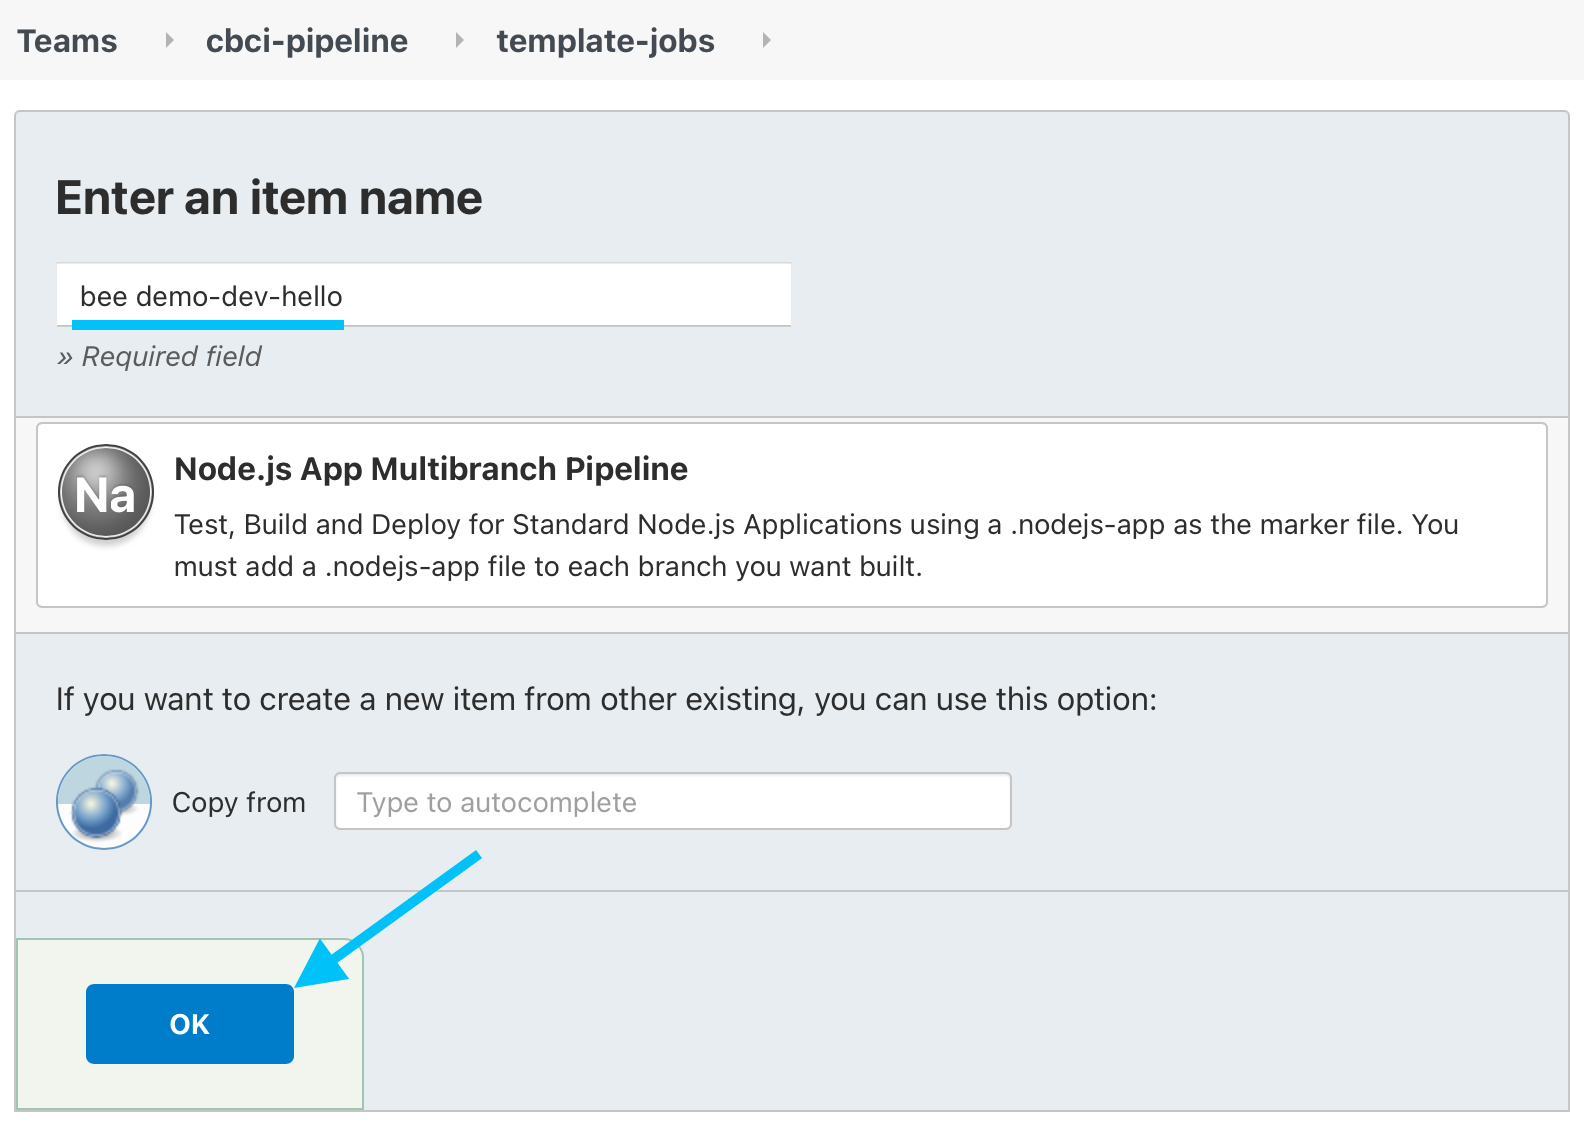 Teams cbci-pipeline template-jobs
Enter an item name
bee demo-dev-hello
» Required field
Na
Node.js App Multibranch Pipeline
Test, Build and Deploy for Standard Node.js Applications using a .nodejs-app as the marker file. You
must add a .nodejs-app file to each branch you want built.
If you want to create a new item from other existing, you can use this option:
Copy from Type to autocomplete
OK